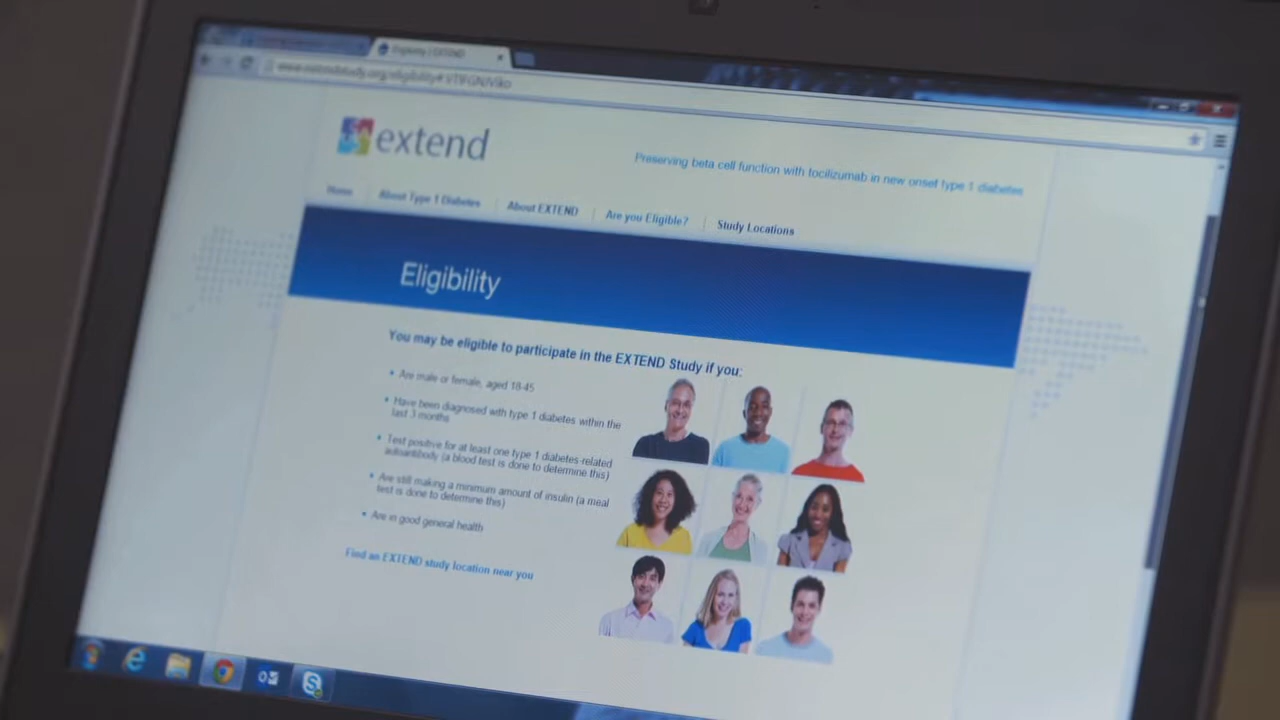 Eligibility | EXTEND
extend
Preserving beta cell function with tocilizumab in new onset type 1 diabetes
Home
About Type 1 Diabetes
About EXTEND
Are you Eligible?
Study Locations
Eligibility
You may be eligible to participate in the EXTEND Study if you:
Are male or female, aged 18-45
Have been diagnosed with type 1 diabetes within the
last 3 months
Test positive for at least one type 1 diabetes-related
autoantibody (a blood test is done to determine this)
Are still making a minimum amount of insulin (a meal
test is done to determine this)
Are in good general health
Find an EXTEND study location near you